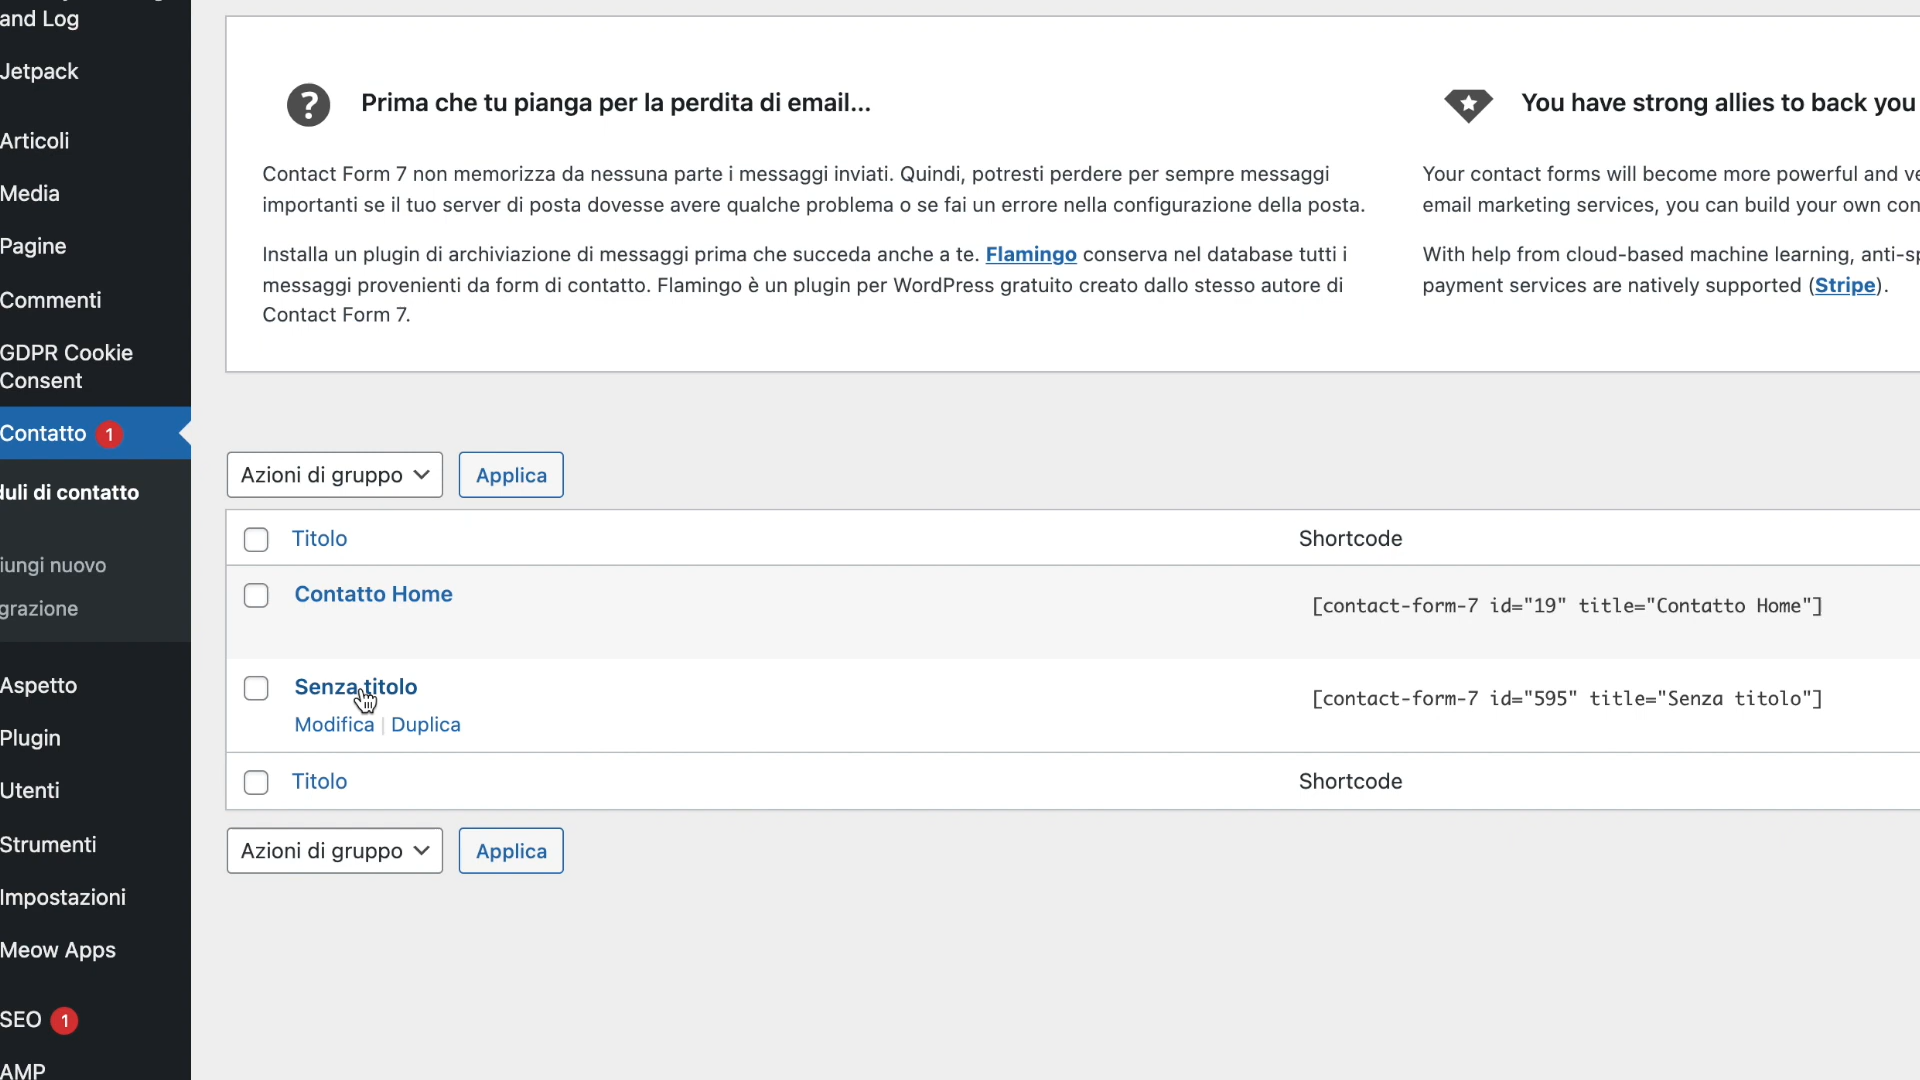 and Log
Jetpack
Articoli
Media
Pagine
Commenti
GDPR Cookie
Consent
Contatto 1
duli di contatto
iungi nuovo
grazione
Aspetto
Plugin
Utenti
Strumenti
Impostazioni
Meow Apps
SEO 1
AMP
Prima che tu pianga per la perdita di email...
Contact Form 7 non memorizza da nessuna parte i messaggi inviati. Quindi, potresti perdere per sempre messaggi
importanti se il tuo server di posta dovesse avere qualche problema o se fai un errore nella configurazione della posta.
Installa un plugin di archiviazione di messaggi prima che succeda anche a te. Flamingo conserva nel database tutti i
messaggi provenienti da form di contatto. Flamingo è un plugin per WordPress gratuito creato dallo stesso autore di
Contact Form 7.
You have strong allies to back you
Your contact forms will become more powerful and ve
email marketing services, you can build your own con
With help from cloud-based machine learning, anti-sp
payment services are natively supported (Stripe).
Azioni di gruppo Applica
Titolo Shortcode
Contatto Home [contact-form-7 id="19" title="Contatto Home"]
Senza titolo [contact-form-7 id="595" title="Senza titolo"]
Modifica | Duplica
Titolo Shortcode
Azioni di gruppo Applica